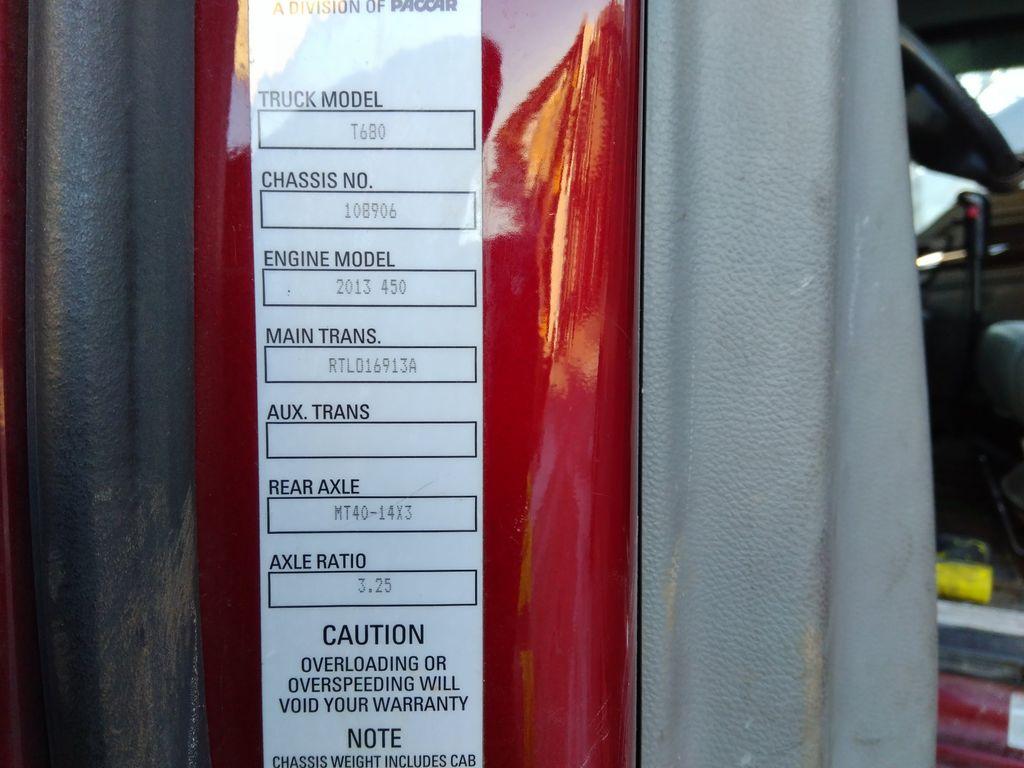 A DIVISION OF PACCAR
TRUCK MODEL
T680
CHASSIS NO.
108906
ENGINE MODEL
2013 450
MAIN TRANS.
RTLO16913A
AUX. TRANS
REAR AXLE
MT40-14X3
AXLE RATIO
3.25
CAUTION
OVERLOADING OR
OVERSPEEDING WILL
VOID YOUR WARRANTY
NOTE
CHASSIS WEIGHT INCLUDES CAB